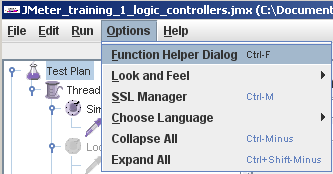 JMeter_training_1_logic_controllers.jmx (C:\Document
File Edit Run Options Help
Function Helper Dialog Ctrl-F
Look and Feel
SSL Manager Ctrl-M
Choose Language
Collapse All Ctrl-Minus
Expand All Ctrl+Shift-Minus
Test Plan
Thread
Sim
Loo